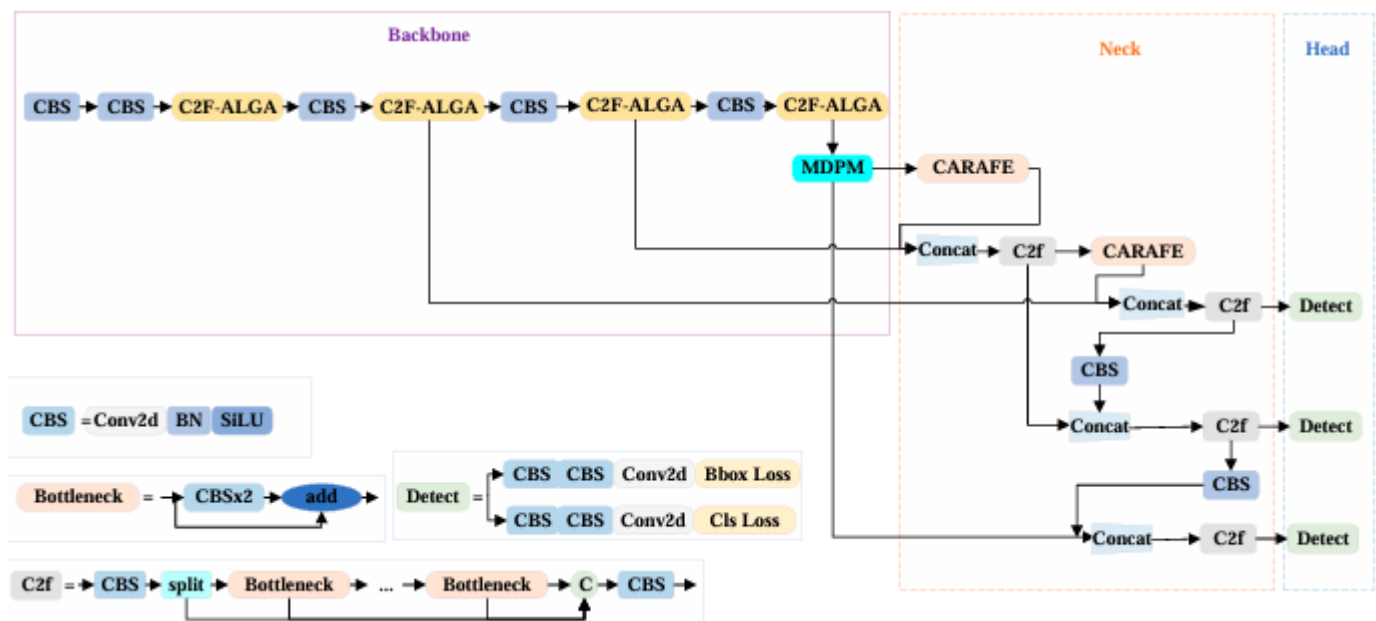 Backbone
Neck
Head
CBS CBS C2F-ALGA CBS C2F-ALGA CBS C2F-ALGA CBS C2F-ALGA
MDPM CARAFE
Concat C2f CARAFE
Concat C2f Detect
CBS
Concat C2f Detect
CBS
Concat C2f Detect
CBS =Conv2d BN SiLU
Bottleneck = CBSx2 add
Detect =
CBS CBS Conv2d Bbox Loss
CBS CBS Conv2d Cls Loss
C2f = CBS split Bottleneck ... Bottleneck C CBS